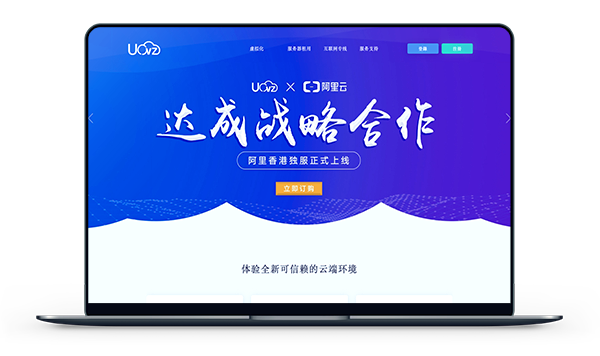 UOvZ 虚拟化 服务器租用 互联网专线 服务支持 登录 注册
UOvZ × 阿里云
达成战略合作
阿里香港独服正式上线
立即订购
体验全新可信赖的云端环境